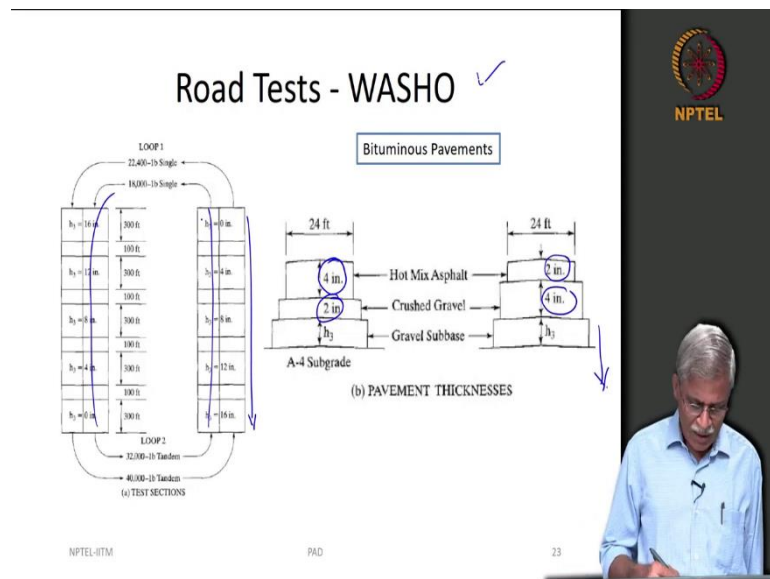 Road Tests - WASHO
NPTEL
Bituminous Pavements
LOOP 1
22,400-lb Single
18,000-lb Single
h₃ = 16 in.
300 ft
h₃ = 0 in.
100 ft
h₃ = 12 in.
300 ft
h₃ = 4 in.
100 ft
h₃ = 8 in.
300 ft
h₃ = 8 in.
100 ft
h₃ = 4 in.
300 ft
h₃ = 12 in.
100 ft
h₃ = 0 in.
300 ft
h₃ = 16 in.
LOOP 2
32,000-lb Tandem
40,000-lb Tandem
(a) TEST SECTIONS
24 ft
24 ft
4 in.
Hot Mix Asphalt
2 in.
2 in
Crushed Gravel
4 in.
h₃
Gravel Subbase
h₃
A-4 Subgrade
(b) PAVEMENT THICKNESSES
NPTEL-IITM
PAD
23